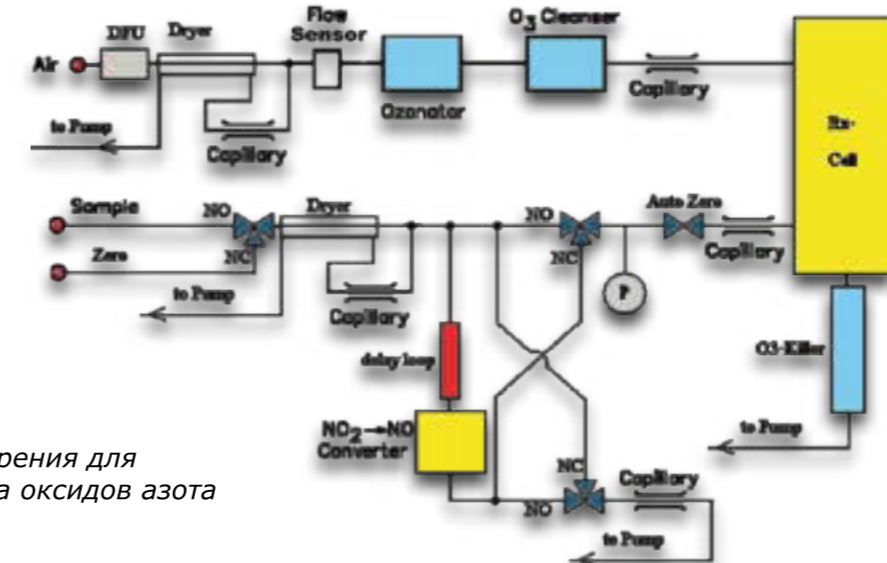 Flow
Sensor
O3 Cleanser
DFU
Dryer
Air
Ozonator
Capillary
to Pump
Capillary
Rx-
Cell
Sample
NO
Dryer
NO
Auto Zero
Zero
NC
NC
Capillary
to Pump
P
Capillary
delay loop
O3-Killer
NO2→NO
Converter
to Pump
рения для
а оксидов азота
NC
Capillary
NO
to Pump